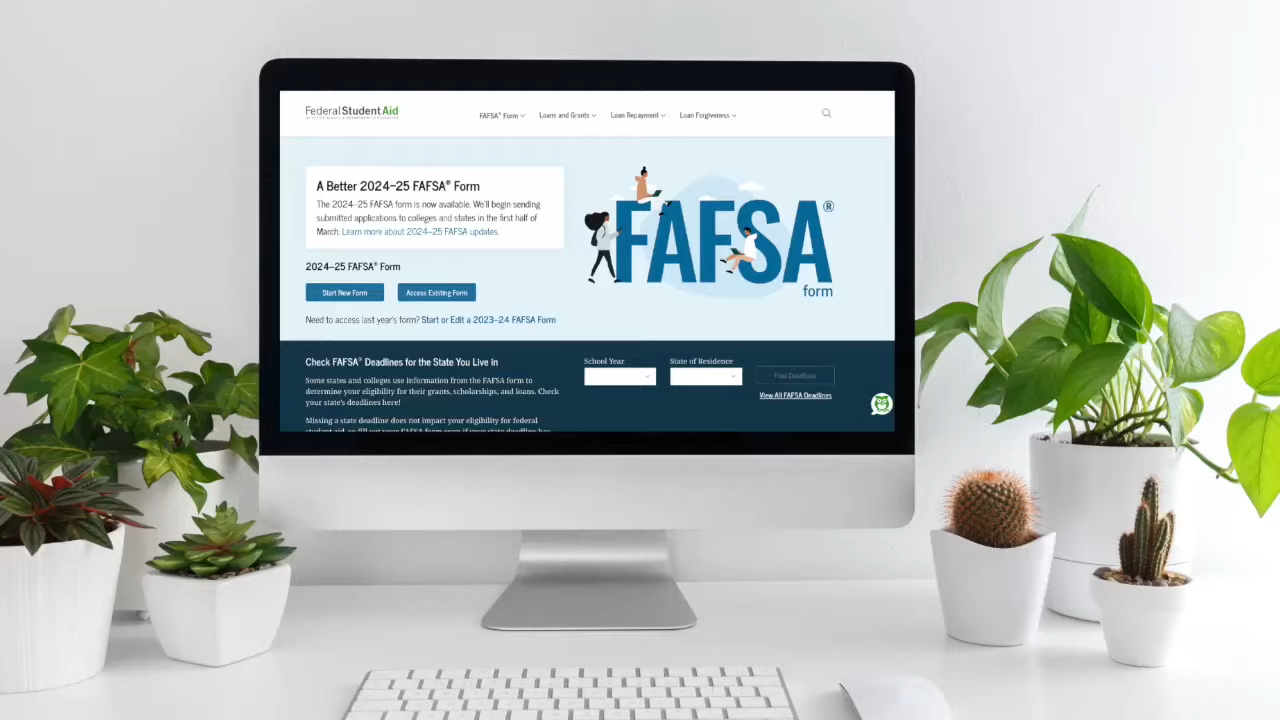 Federal Student Aid
FAFSA® Form
Loans and Grants
Loan Repayment
Loan Forgiveness
A Better 2024–25 FAFSA® Form
The 2024–25 FAFSA form is now available. We'll begin sending
submitted applications to colleges and states in the first half of
March. Learn more about 2024–25 FAFSA updates.
FAFSA®
form
2024–25 FAFSA® Form
Start New Form
Access Existing Form
Need to access last year's form? Start or Edit a 2023–24 FAFSA Form
Check FAFSA® Deadlines for the State You Live in
Some states and colleges use information from the FAFSA form to
determine your eligibility for their grants, scholarships, and loans. Check
your state's deadlines here!
Missing a state deadline does not impact your eligibility for federal
School Year
State of Residence
Find Deadlines
View All FAFSA Deadlines